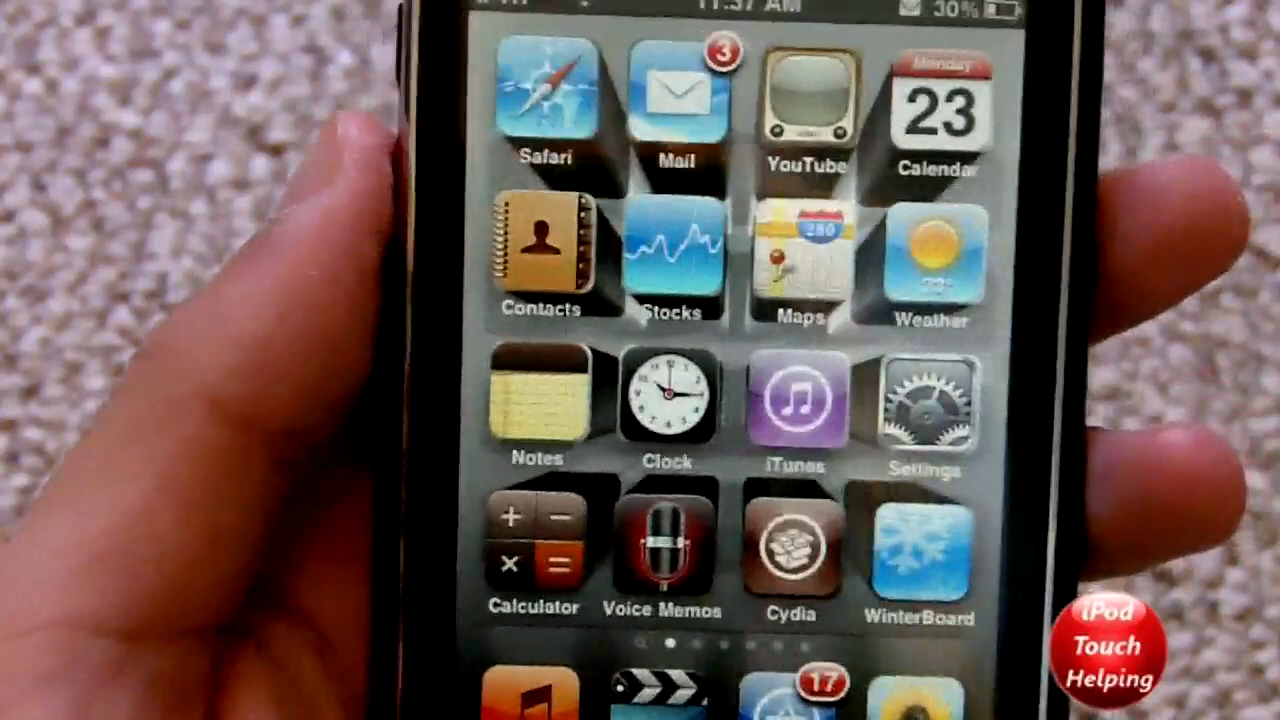 11:37 AM 30%
3
Monday
23
Safari Mail YouTube Calendar
280
Contacts Stocks Maps Weather
Notes Clock iTunes Settings
Calculator Voice Memos Cydia WinterBoard
17
iPod
Touch
Helping